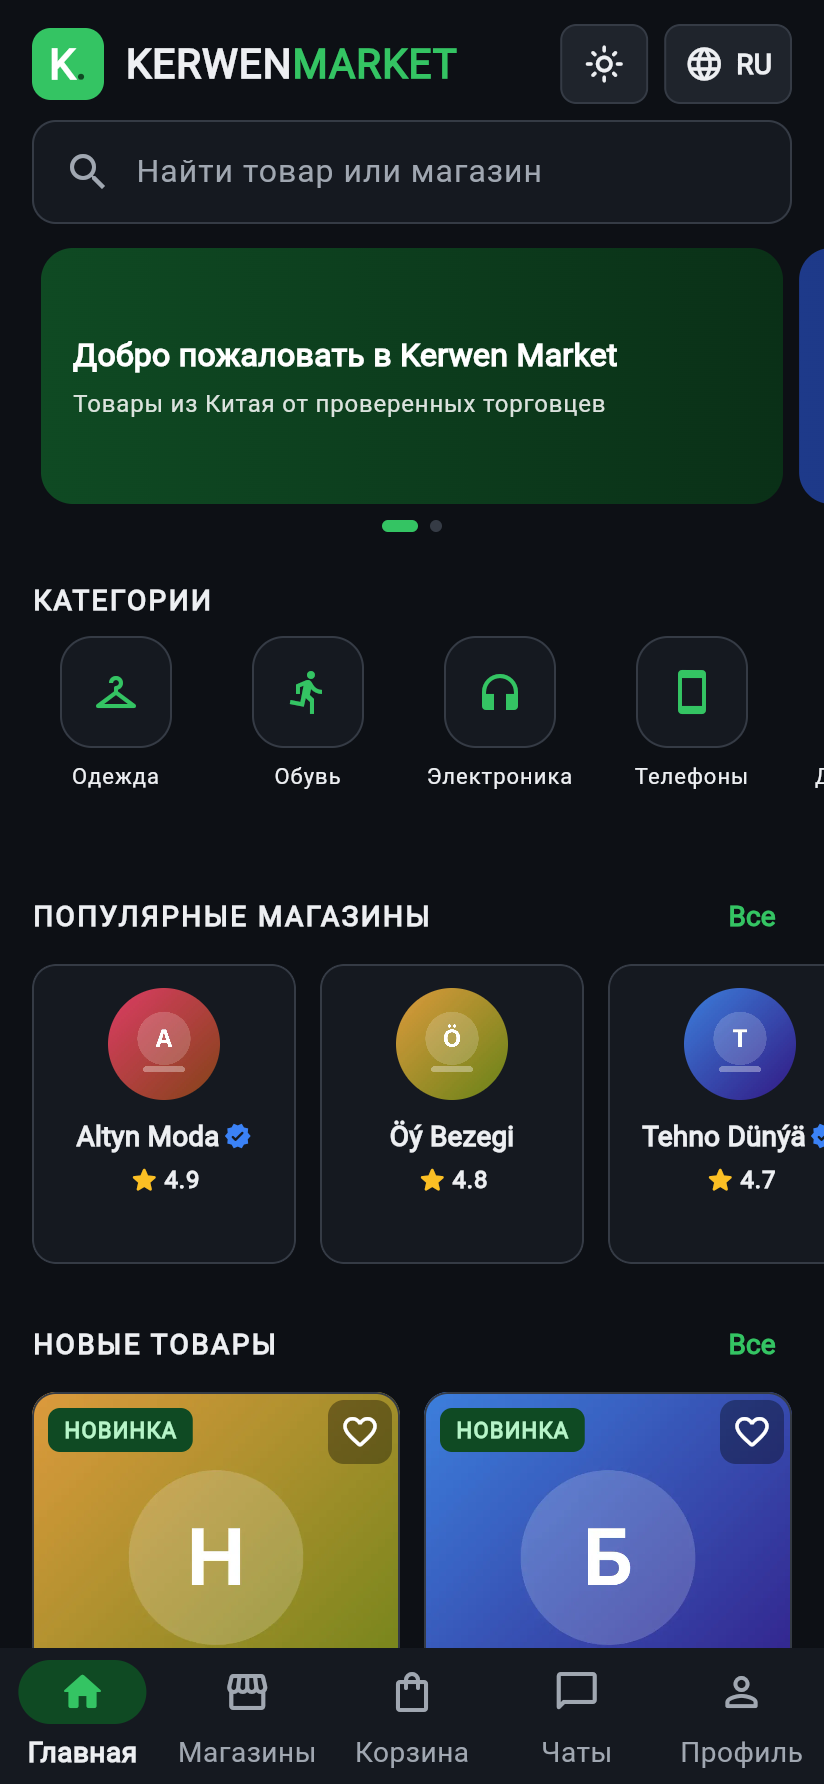 K.
KERWENMARKET
RU
Найти товар или магазин
Добро пожаловать в Kerwen Market
Товары из Китая от проверенных торговцев
КАТЕГОРИИ
Одежда Обувь Электроника Телефоны
ПОПУЛЯРНЫЕ МАГАЗИНЫ Все
A Ö T
Altyn Moda Öý Bezegi Tehno Dünýä
4.9 4.8 4.7
НОВЫЕ ТОВАРЫ Все
НОВИНКА НОВИНКА
Н Б
Главная Магазины Корзина Чаты Профиль